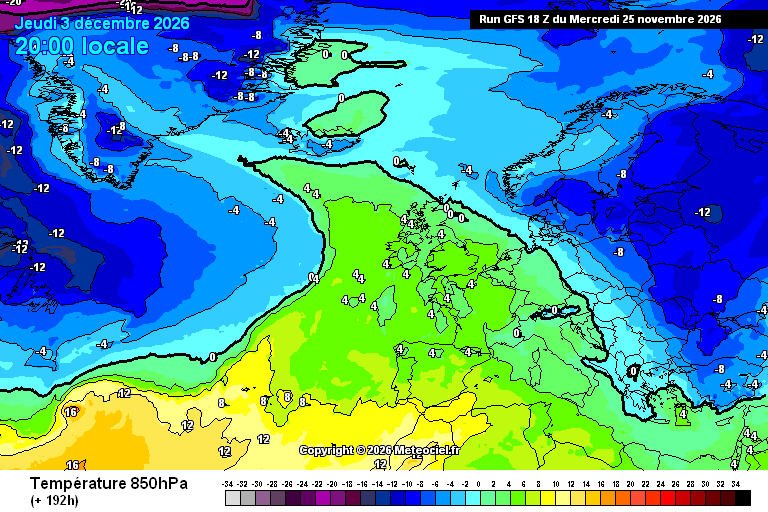 Jeudi 3 décembre 2026
20:00 locale
Run GFS 18 Z du Mercredi 25 novembre 2026
Copyright © 2026 Meteociel.fr
Température 850hPa
(+ 192h)
-34 -32 -30 -28 -26 -24 -22 -20 -18 -16 -14 -12 -10 -8 -6 -4 -2 0 2 4 6 8 10 12 14 16 18 20 22 24 26 28 30 32 34